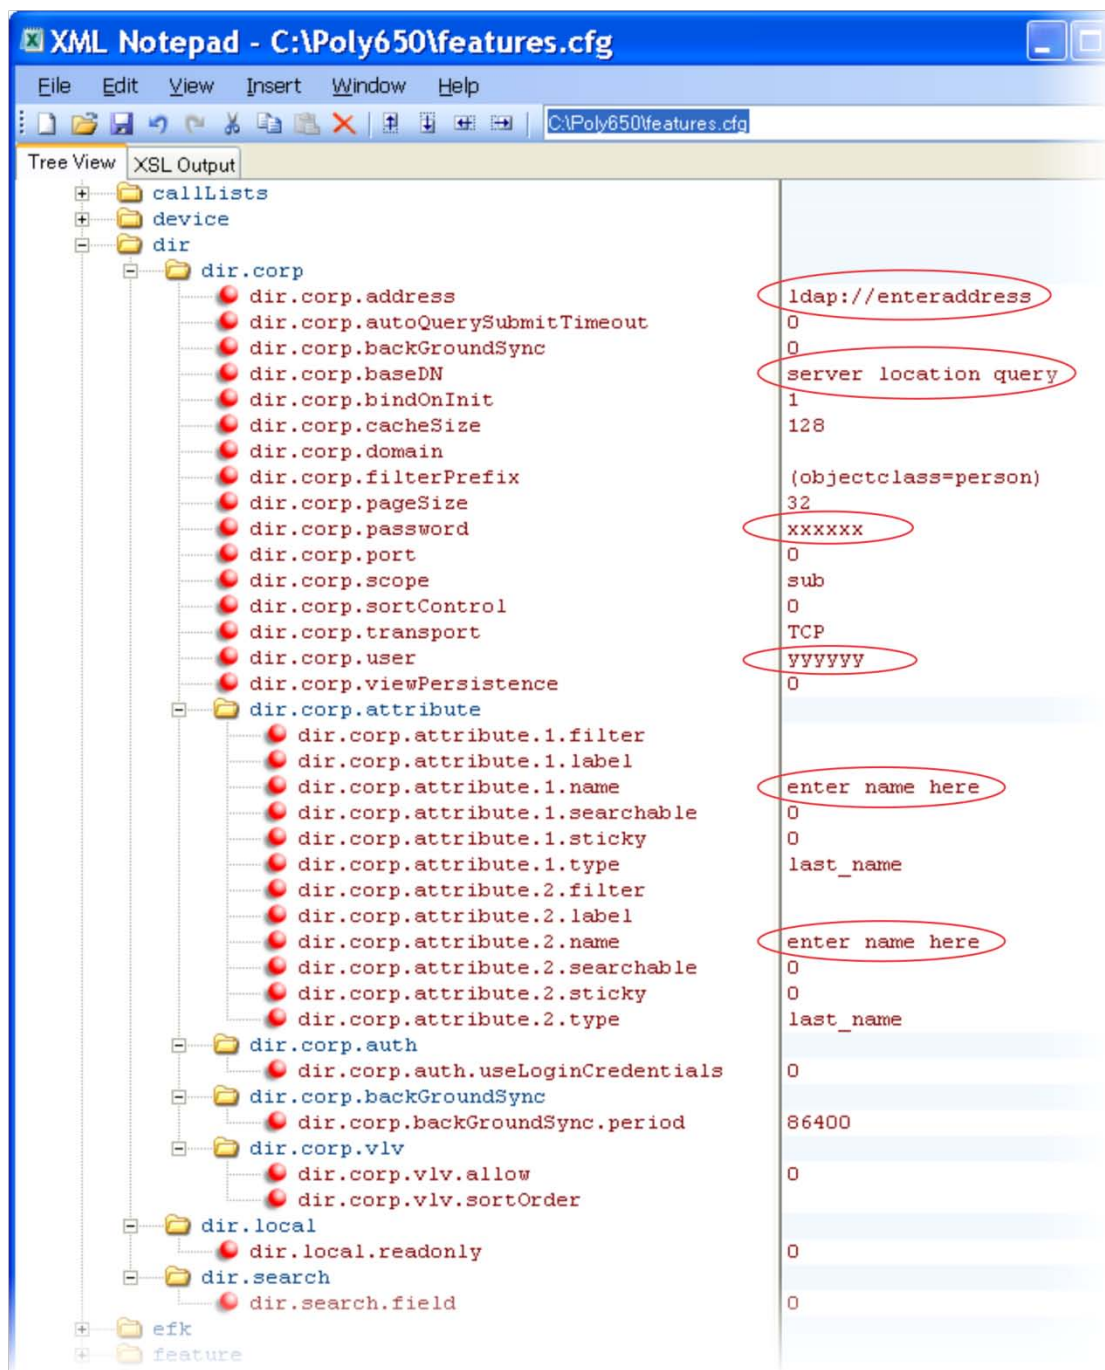 XML Notepad - C:\Poly650\features.cfg
File Edit View Insert Window Help
C:\Poly650\features.cfg
Tree View XSL Output
callLists
device
dir
dir.corp
dir.corp.address ldap://enteraddress
dir.corp.autoQuerySubmitTimeout 0
dir.corp.backGroundSync 0
dir.corp.baseDN server location query
dir.corp.bindOnInit 1
dir.corp.cacheSize 128
dir.corp.domain
dir.corp.filterPrefix (objectclass=person)
dir.corp.pageSize 32
dir.corp.password xxxxxx
dir.corp.port 0
dir.corp.scope sub
dir.corp.sortControl 0
dir.corp.transport TCP
dir.corp.user yyyyyy
dir.corp.viewPersistence 0
dir.corp.attribute
dir.corp.attribute.1.filter
dir.corp.attribute.1.label
dir.corp.attribute.1.name enter name here
dir.corp.attribute.1.searchable 0
dir.corp.attribute.1.sticky 0
dir.corp.attribute.1.type last_name
dir.corp.attribute.2.filter
dir.corp.attribute.2.label
dir.corp.attribute.2.name enter name here
dir.corp.attribute.2.searchable 0
dir.corp.attribute.2.sticky 0
dir.corp.attribute.2.type last_name
dir.corp.auth
dir.corp.auth.useLoginCredentials 0
dir.corp.backGroundSync
dir.corp.backGroundSync.period 86400
dir.corp.vlv
dir.corp.vlv.allow 0
dir.corp.vlv.sortOrder
dir.local
dir.local.readonly 0
dir.search
dir.search.field 0
efk
feature